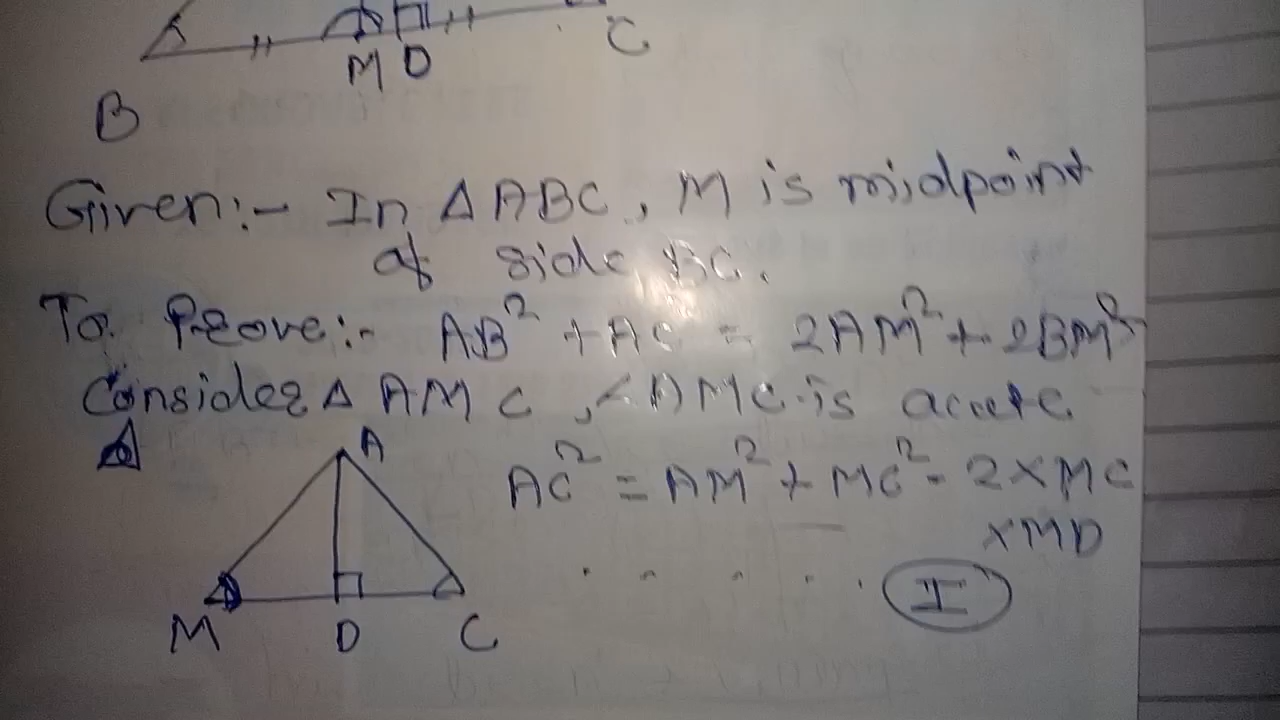 M D C
B
Given:- In △ABC, M is midpoint
of side BC.
To Prove:- AB² + AC² = 2AM² + 2BM²
Consider △AMC, ∠AMC is acute
A
AC² = AM² + MC² - 2×MC
×MD
. . . . . I
M D C